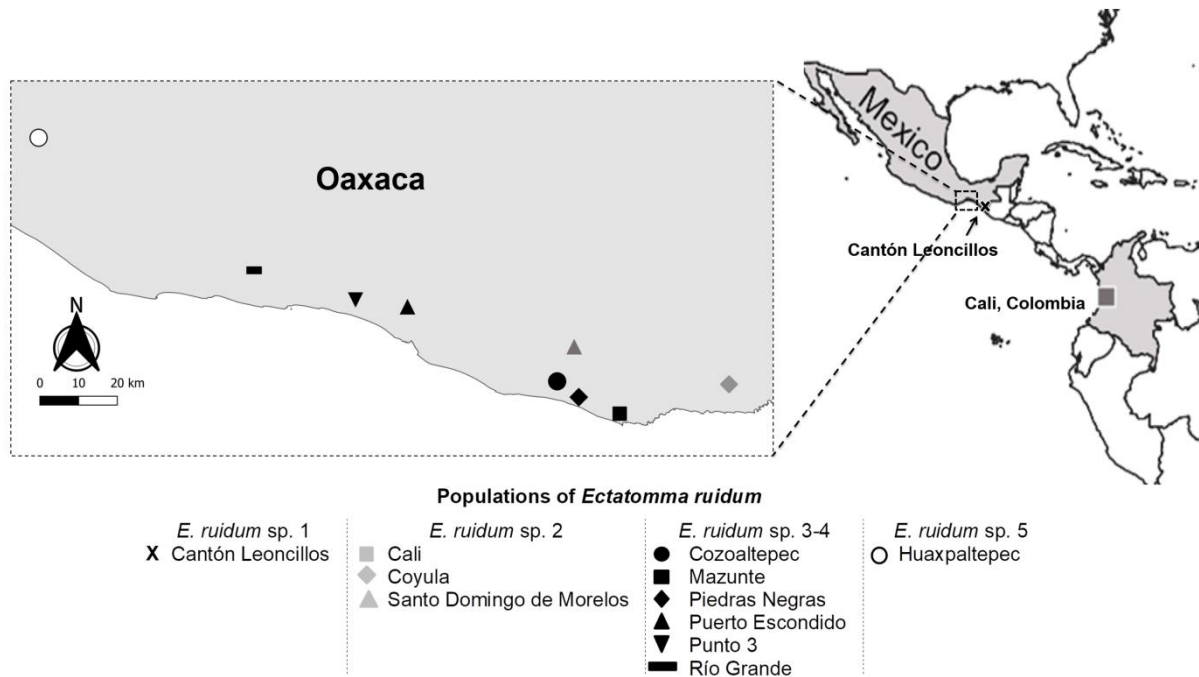 Oaxaca
N
0 10 20 km
Mexico
Cantón Leoncillos
Cali, Colombia
Populations of Ectatomma ruidum
E. ruidum sp. 1
X Cantón Leoncillos
E. ruidum sp. 2
Cali
Coyula
Santo Domingo de Morelos
E. ruidum sp. 3-4
Cozoaltepec
Mazunte
Piedras Negras
Puerto Escondido
Punto 3
Río Grande
E. ruidum sp. 5
Huaxpaltepec